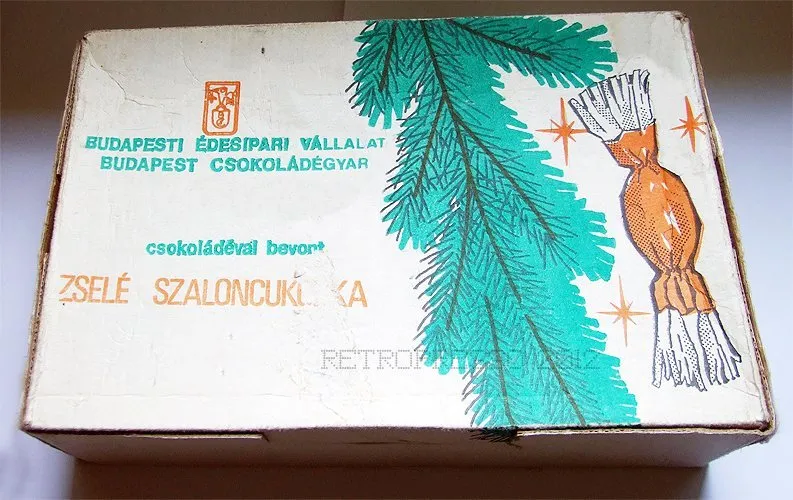 BUDAPESTI ÉDESIPARI VÁLLALAT
BUDAPEST CSOKOLÁDÉGYAR
csokoládéval bevont
ZSELÉ